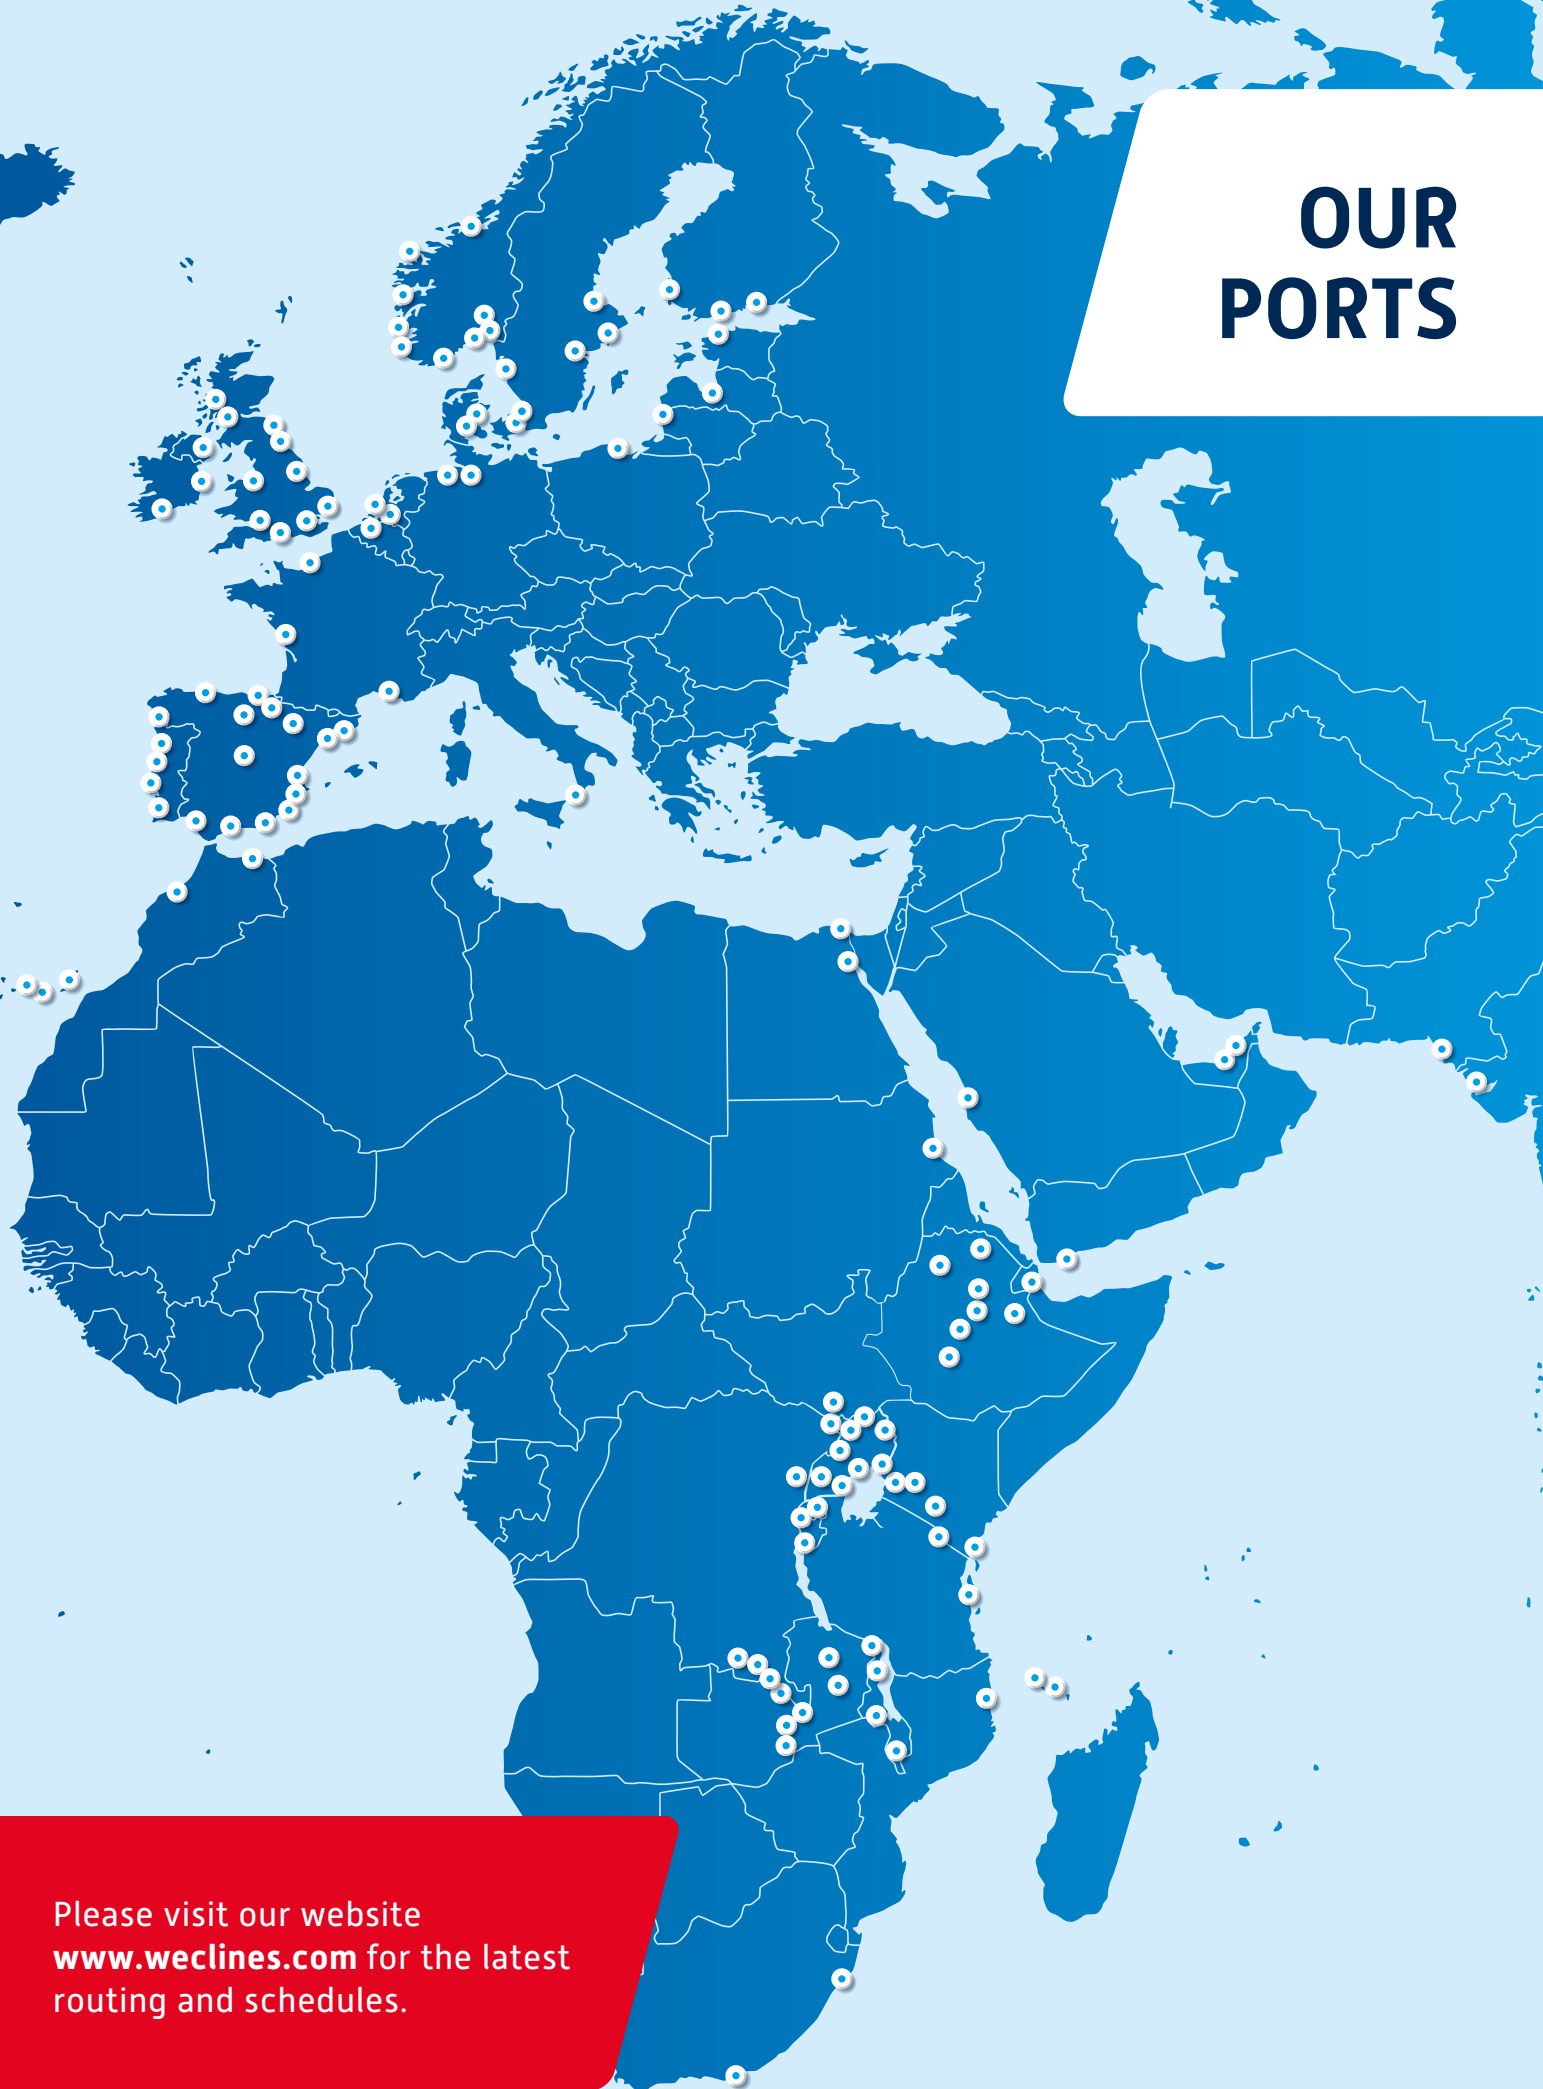 OUR
PORTS
Please visit our website
www.weclines.com for the latest
routing and schedules.